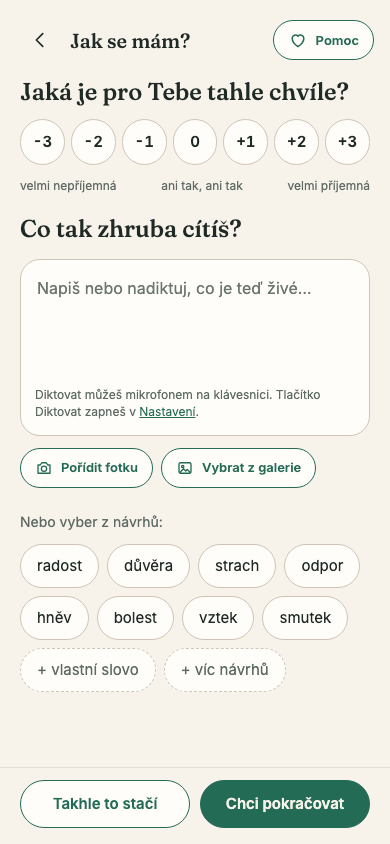 Jak se mám?
Pomoc
Jaká je pro Tebe tahle chvíle?
-3 -2 -1 0 +1 +2 +3
velmi nepříjemná ani tak, ani tak velmi příjemná
Co tak zhruba cítíš?
Napiš nebo nadiktuj, co je teď živé...
Diktovat můžeš mikrofonem na klávesnici. Tlačítko
Diktovat zapneš v Nastavení.
Pořídit fotku Vybrat z galerie
Nebo vyber z návrhů:
radost důvěra strach odpor
hněv bolest vztek smutek
+ vlastní slovo + víc návrhů
Takhle to stačí Chci pokračovat